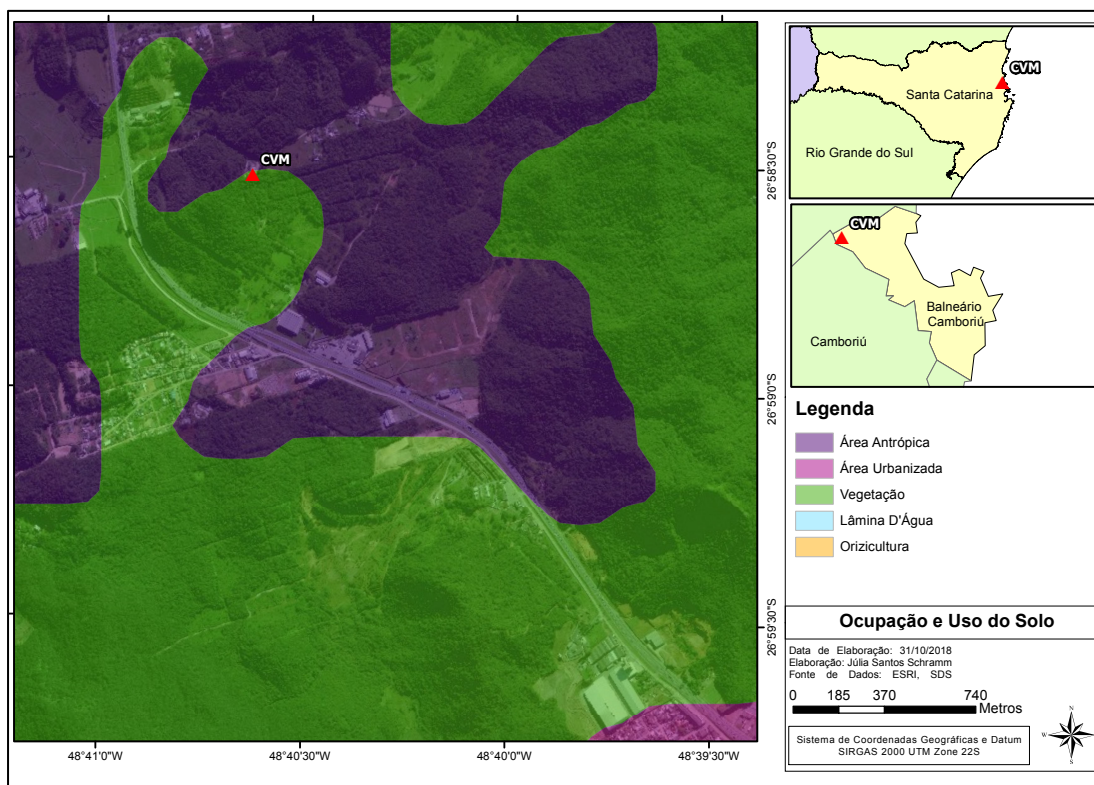 CVM
26°58'30"S
26°59'0"S
26°59'30"S
48°41'0"W
48°40'30"W
48°40'0"W
48°39'30"W
CVM
Santa Catarina
Rio Grande do Sul
CVM
Balneário
Camboriú
Camboriú
Legenda
Área Antrópica
Área Urbanizada
Vegetação
Lâmina D'Água
Orizicultura
Ocupação e Uso do Solo
Data de Elaboração: 31/10/2018
Elaboração: Júlia Santos Schramm
Fonte de Dados: ESRI, SDS
0 185 370 740
Metros
Sistema de Coordenadas Geográficas e Datum
SIRGAS 2000 UTM Zone 22S
N
W E
S